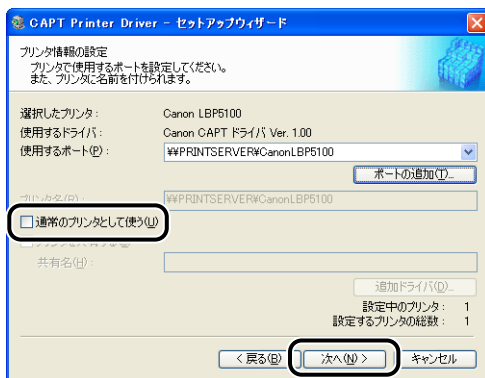 CAPT Printer Driver - セットアップウィザード
プリンタ情報の設定
プリンタで使用するポートを設定してください。
また、プリンタに名前を付けられます。
選択したプリンタ: Canon LBP5100
使用するドライバ: Canon CAPT ドライバ Ver. 1.00
使用するポート(P): ¥¥PRINTSERVER¥CanonLBP5100
ポートの追加(T)...
プリンタ名(R): ¥¥PRINTSERVER¥CanonLBP5100
通常のプリンタとして使う(U)
共有名(H):
追加ドライバ(D)...
設定中のプリンタ: 1
設定するプリンタの総数: 1
< 戻る(B) 次へ(N) > キャンセル